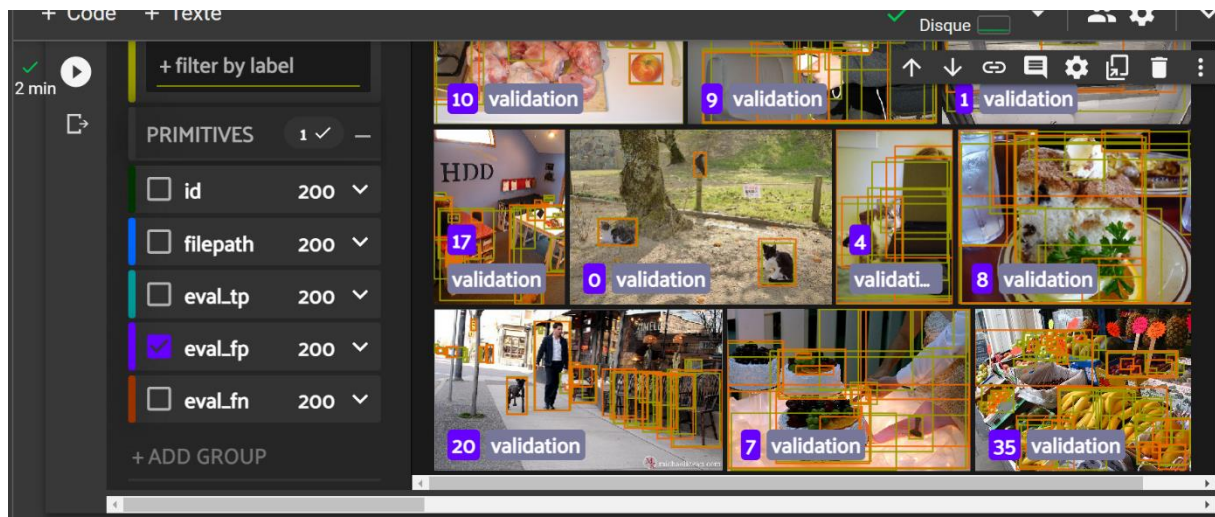 + Code + Texte
Disque
2 min
+ filter by label
PRIMITIVES 1
id 200
filepath 200
eval_tp 200
eval_fp 200
eval_fn 200
+ ADD GROUP
10 validation
9 validation
1 validation
HDD
17 validation
0 validation
4 validati...
8 validation
20 validation
7 validation
35 validation